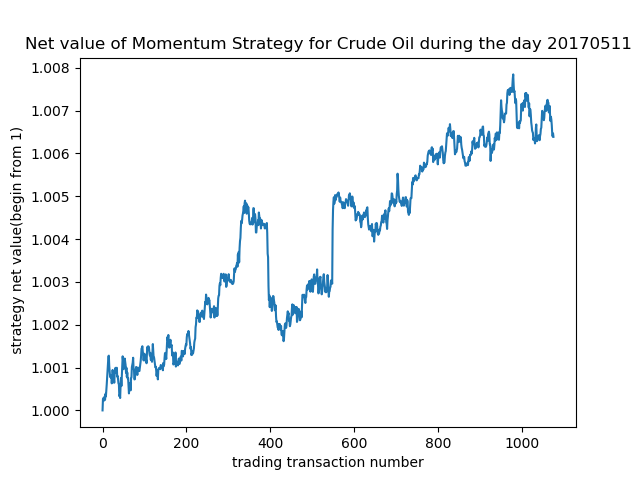 Net value of Momentum Strategy for Crude Oil during the day 20170511
1.008
1.007
1.006
1.005
1.004
1.003
1.002
1.001
1.000
strategy net value(begin from 1)
0 200 400 600 800 1000
trading transaction number